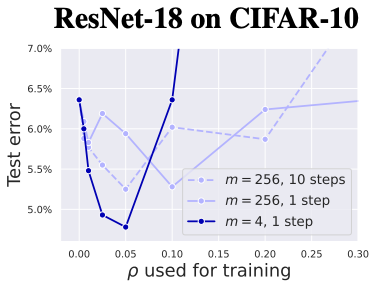 ResNet-18 on CIFAR-10
7.0%
6.5%
6.0%
5.5%
5.0%
Test error
m = 256, 10 steps
m = 256, 1 step
m = 4, 1 step
0.00 0.05 0.10 0.15 0.20 0.25 0.30
ρ used for training